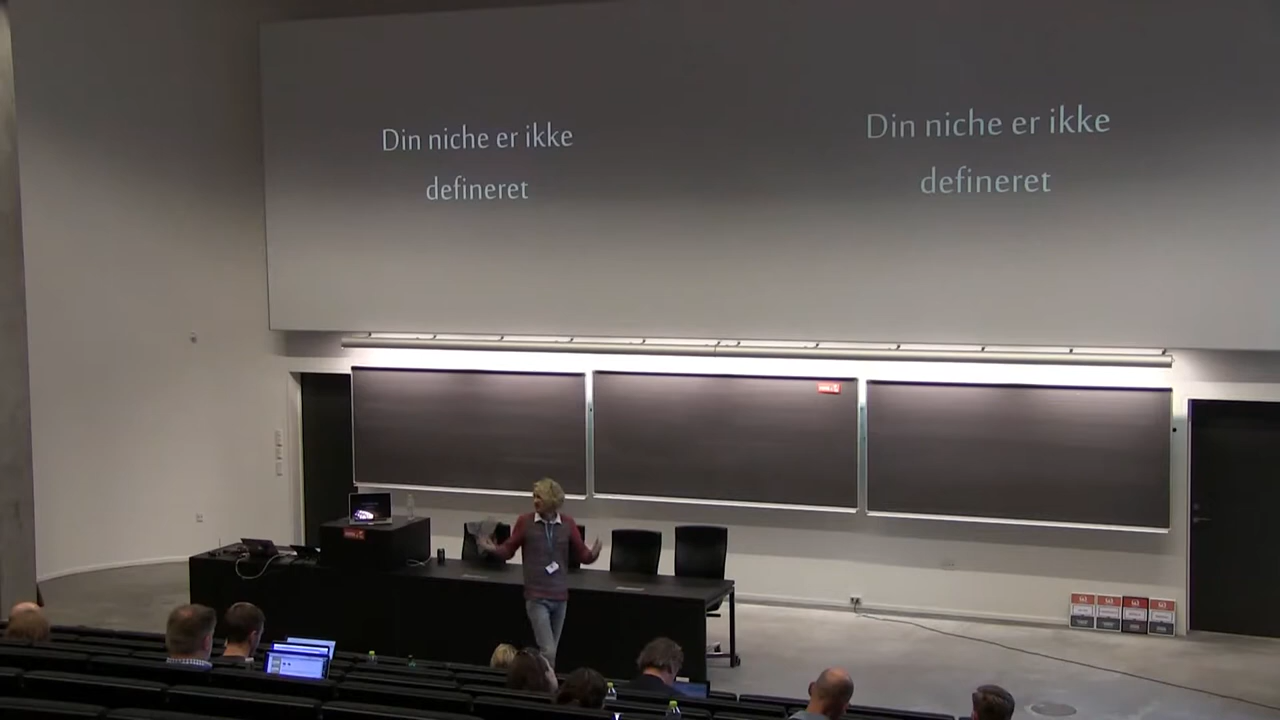 Din niche er ikke
defineret
Din niche er ikke
defineret